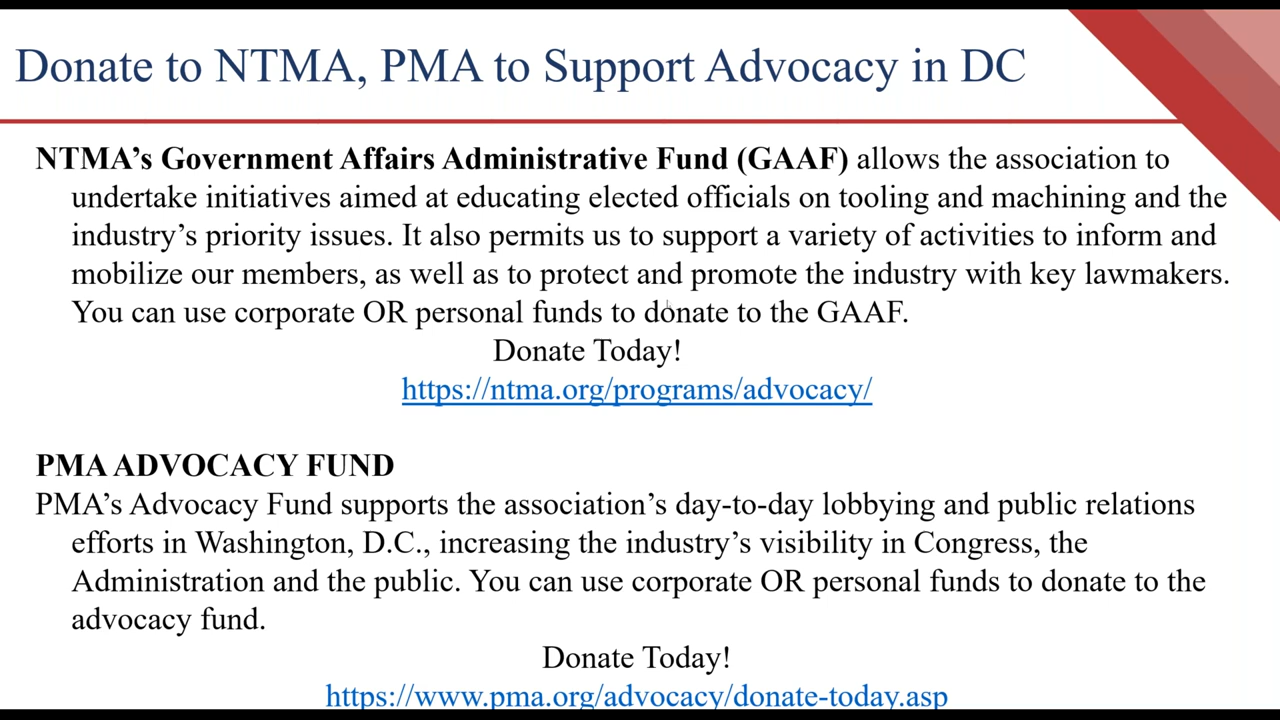 Donate to NTMA, PMA to Support Advocacy in DC
NTMA’s Government Affairs Administrative Fund (GAAF) allows the association to
undertake initiatives aimed at educating elected officials on tooling and machining and the
industry’s priority issues. It also permits us to support a variety of activities to inform and
mobilize our members, as well as to protect and promote the industry with key lawmakers.
You can use corporate OR personal funds to donate to the GAAF.
Donate Today!
https://ntma.org/programs/advocacy/
PMA ADVOCACY FUND
PMA’s Advocacy Fund supports the association’s day-to-day lobbying and public relations
efforts in Washington, D.C., increasing the industry’s visibility in Congress, the
Administration and the public. You can use corporate OR personal funds to donate to the
advocacy fund.
Donate Today!
https://www.pma.org/advocacy/donate-today.asp